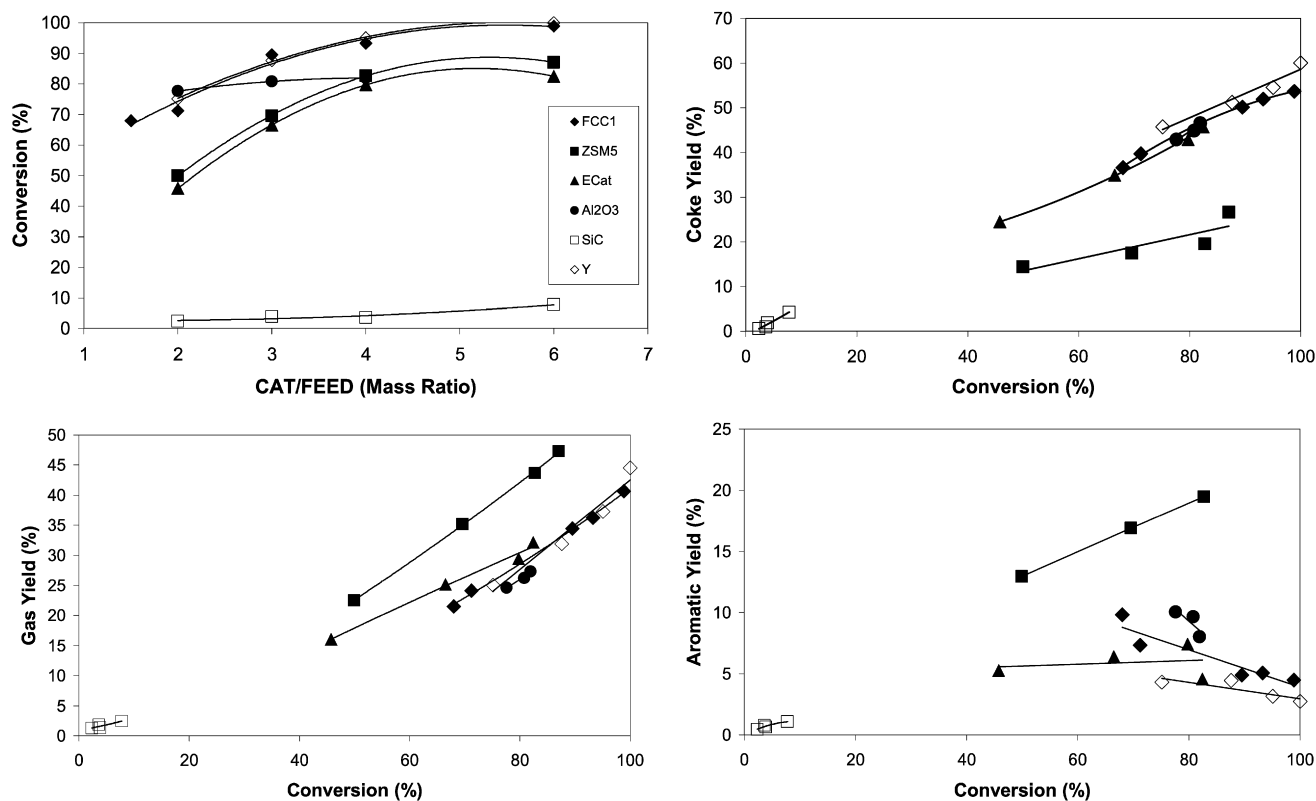 100
90
80
70
60
50
40
30
20
10
0
Conversion (%)
1 2 3 4 5 6 7
CAT/FEED (Mass Ratio)
FCC1
ZSM5
ECat
Al2O3
SiC
Y
70
60
50
40
30
20
10
0
Coke Yield (%)
0 20 40 60 80 100
Conversion (%)
50
45
40
35
30
25
20
15
10
5
0
Gas Yield (%)
0 20 40 60 80 100
Conversion (%)
25
20
15
10
5
0
Aromatic Yield (%)
0 20 40 60 80 100
Conversion (%)